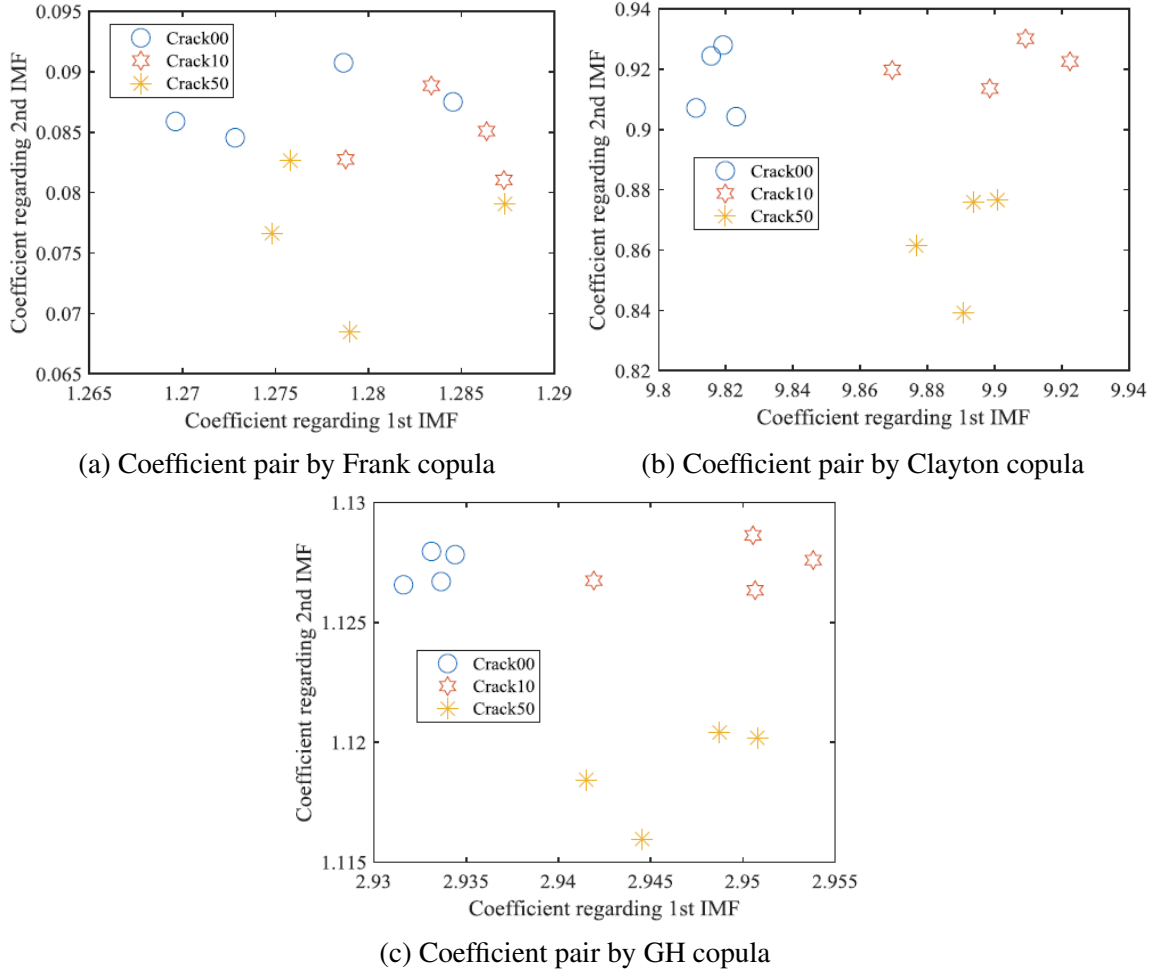 0.095
0.09
0.085
0.08
0.075
0.07
0.065
Coefficient regarding 2nd IMF
Crack00
Crack10
Crack50
1.265
1.27
1.275
1.28
1.285
1.29
Coefficient regarding 1st IMF
(a) Coefficient pair by Frank copula
0.94
0.92
0.9
0.88
0.86
0.84
0.82
Coefficient regarding 2nd IMF
Crack00
Crack10
Crack50
9.8
9.82
9.84
9.86
9.88
9.9
9.92
9.94
Coefficient regarding 1st IMF
(b) Coefficient pair by Clayton copula
1.13
1.125
1.12
1.115
Coefficient regarding 2nd IMF
Crack00
Crack10
Crack50
2.93
2.935
2.94
2.945
2.95
2.955
Coefficient regarding 1st IMF
(c) Coefficient pair by GH copula